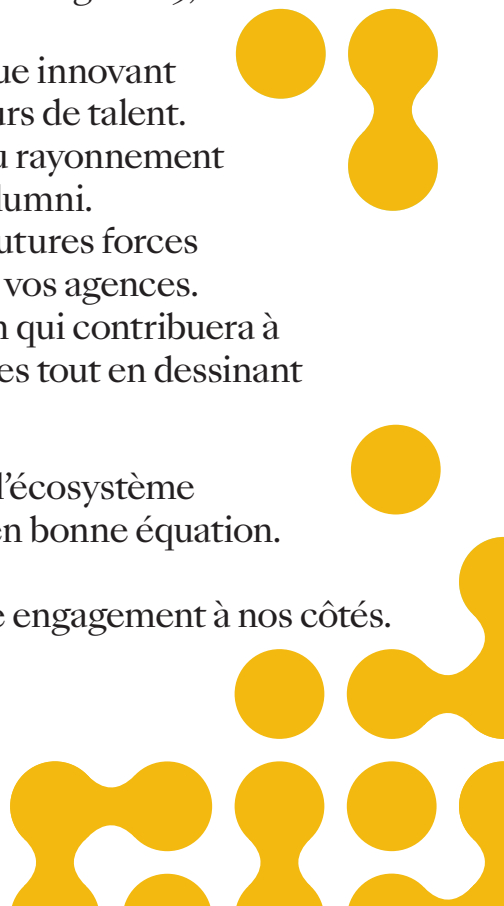 ue innovant
urs de talent.
u rayonnement
lumni.
utures forces
vos agences.
n qui contribuera à
es tout en dessinant
l’écosystème
en bonne équation.
e engagement à nos côtés.